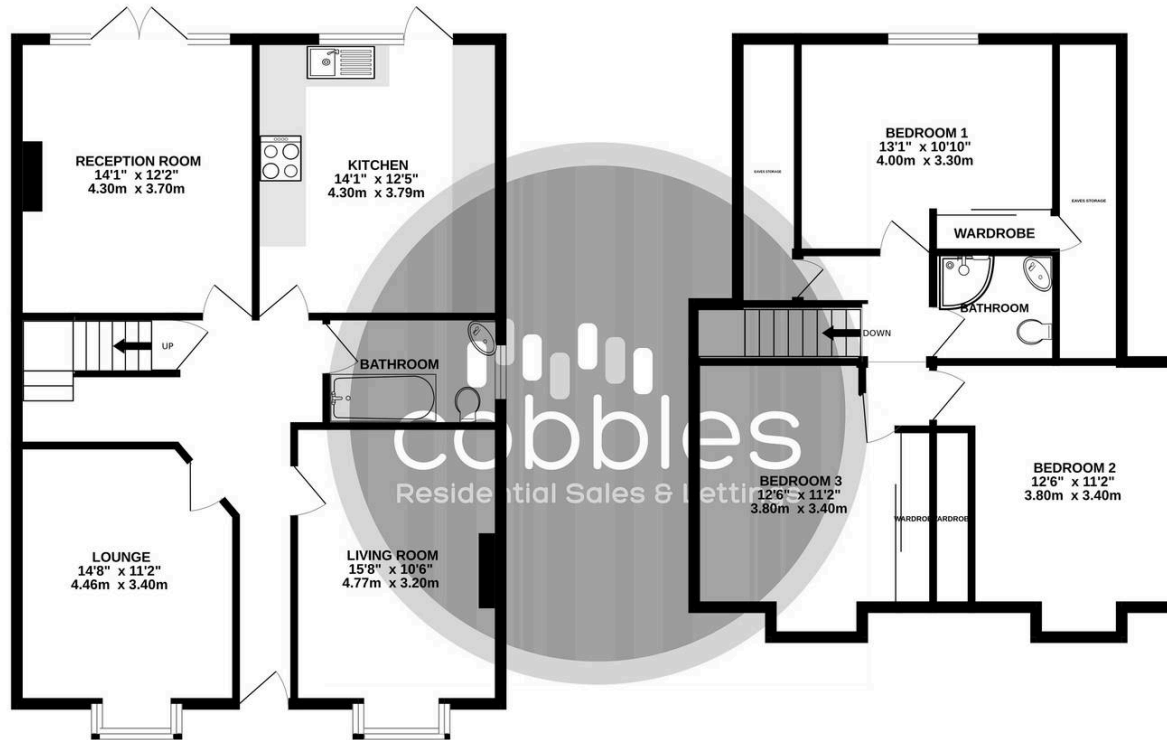 RECEPTION ROOM
14'1" x 12'2"
4.30m x 3.70m
KITCHEN
14'1" x 12'5"
4.30m x 3.79m
UP
BATHROOM
LOUNGE
14'8" x 11'2"
4.46m x 3.40m
LIVING ROOM
15'8" x 10'6"
4.77m x 3.20m
cobbles
Residential Sales & Lettings
BEDROOM 1
13'1" x 10'10"
4.00m x 3.30m
EAVES STORAGE
EAVES STORAGE
WARDROBE
BATHROOM
DOWN
BEDROOM 3
12'6" x 11'2"
3.80m x 3.40m
WARDROBE
WARDROBE
BEDROOM 2
12'6" x 11'2"
3.80m x 3.40m